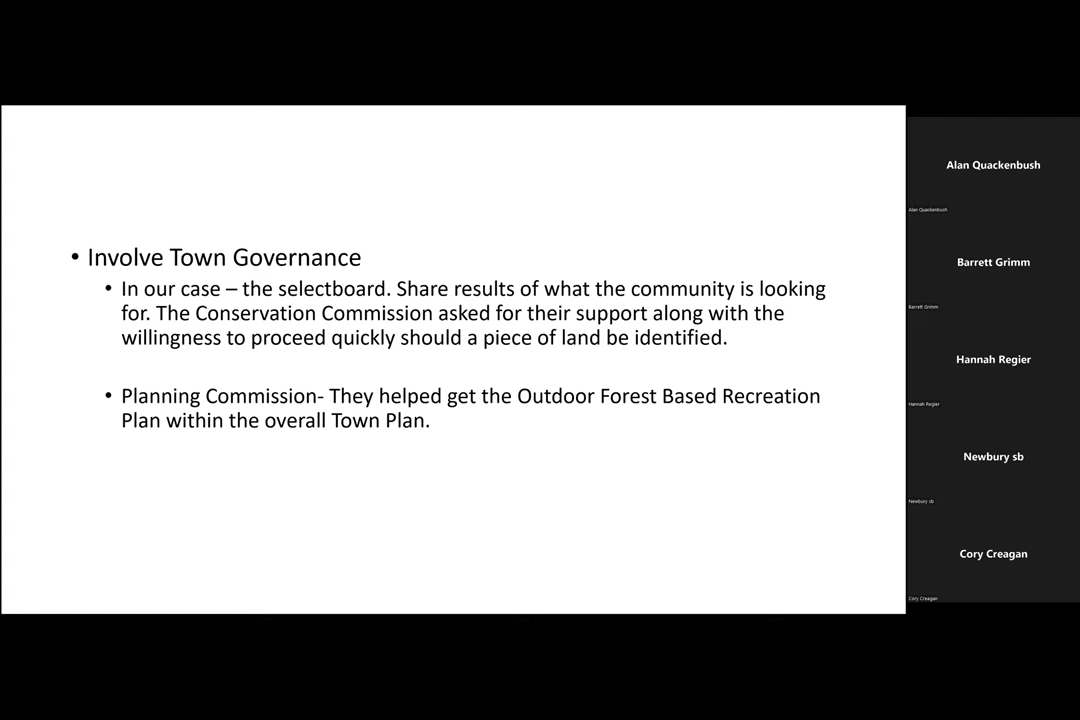 • Involve Town Governance
• In our case – the selectboard. Share results of what the community is looking
for. The Conservation Commission asked for their support along with the
willingness to proceed quickly should a piece of land be identified.
• Planning Commission- They helped get the Outdoor Forest Based Recreation
Plan within the overall Town Plan.
Alan Quackenbush
Alan Quackenbush
Barrett Grimm
Barrett Grimm
Hannah Regier
Hannah Regier
Newbury sb
Newbury sb
Cory Creagan
Cory Creagan